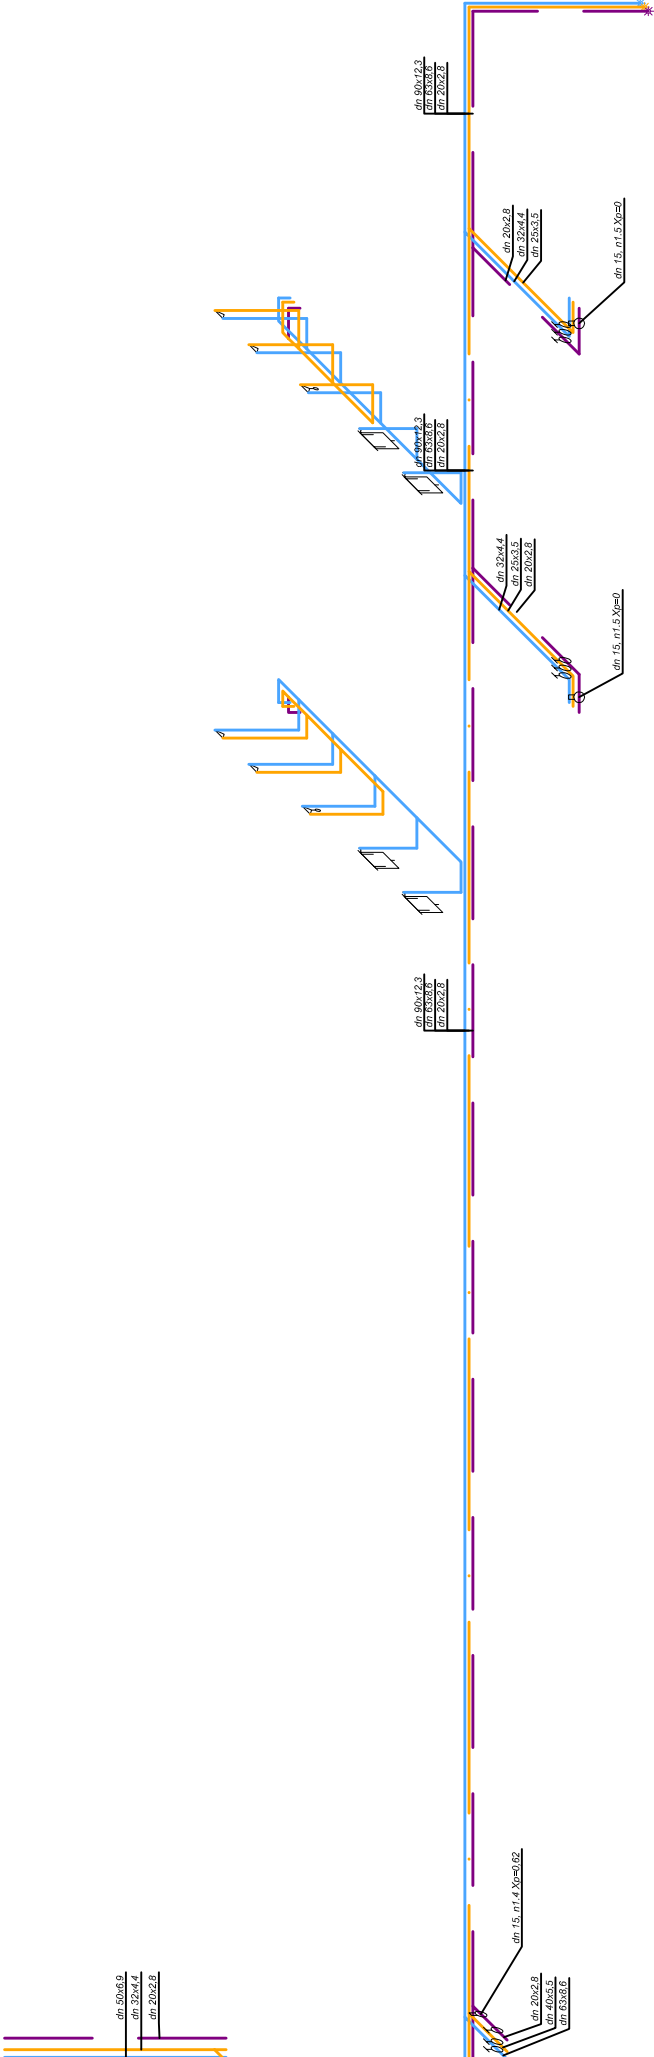 dn 90x12,3
dn 63x8,6
dn 20x2,8
dn 20x2,8
dn 32x4,4
dn 25x3,5
dn 15, n1.5 Xp=0
100
dn 90x12,3
dn 63x8,6
dn 20x2,8
dn 32x4,4
dn 25x3,5
dn 20x2,8
dn 15, n1.5 Xp=0
100
dn 90x12,3
dn 63x8,6
dn 20x2,8
dn 15, n1.4 Xp=0,62
dn 20x2,8
dn 40x5,5
dn 63x8,6
dn 50x6,9
dn 32x4,4
dn 20x2,8